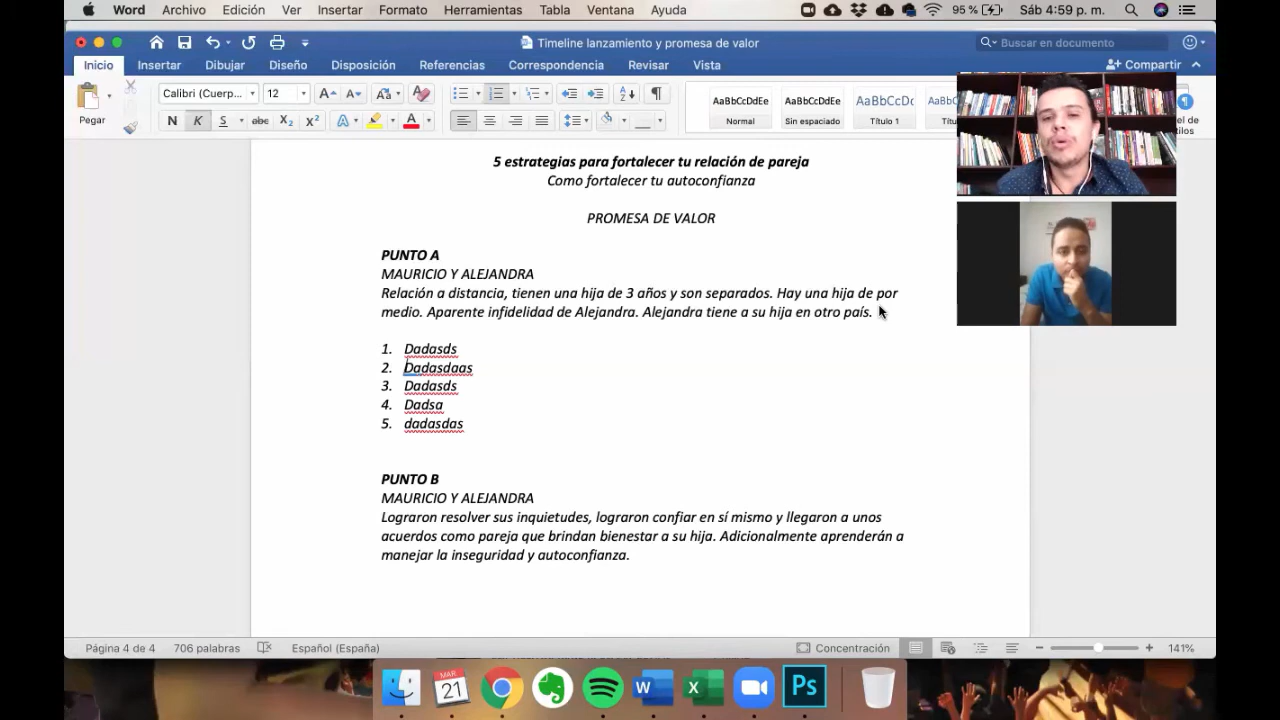 Word Archivo Edición Ver Insertar Formato Herramientas Tabla Ventana Ayuda 95 % Sáb 4:59 p. m.
Timeline lanzamiento y promesa de valor Buscar en documento
Inicio Insertar Dibujar Diseño Disposición Referencias Correspondencia Revisar Vista Compartir
Pegar Calibri (Cuerp... 12
N K S abc X₂ X²
AaBbCcDdEe AaBbCcDdEe AaBbCcDc AaBb
Normal Sin espaciado Título 1
5 estrategias para fortalecer tu relación de pareja
Como fortalecer tu autoconfianza
PROMESA DE VALOR
PUNTO A
MAURICIO Y ALEJANDRA
Relación a distancia, tienen una hija de 3 años y son separados. Hay una hija de por
medio. Aparente infidelidad de Alejandra. Alejandra tiene a su hija en otro país.
1. Dadasds
2. Dadasdaas
3. Dadasds
4. Dadsa
5. dadasdas
PUNTO B
MAURICIO Y ALEJANDRA
Lograron resolver sus inquietudes, lograron confiar en sí mismo y llegaron a unos
acuerdos como pareja que brindan bienestar a su hija. Adicionalmente aprenderán a
manejar la inseguridad y autoconfianza.
Página 4 de 4 706 palabras Español (España) Concentración 141%
MAR
21
W X Ps